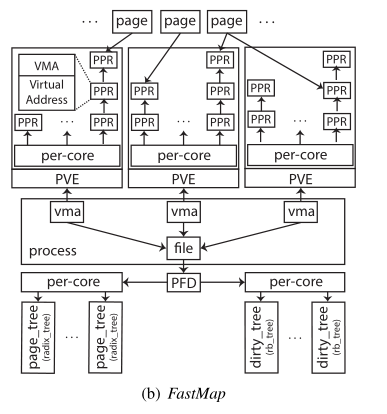 ... page page page ...
VMA
Virtual
Address
PPR PPR PPR
PPR PPR PPR PPR PPR
PPR ... PPR PPR ... PPR PPR ... PPR
per-core per-core per-core
PVE PVE PVE
vma vma vma
process file
per-core PFD per-core
page_tree
(radix_tree)
...
page_tree
(radix_tree)
dirty_tree
(rb_tree)
...
dirty_tree
(rb_tree)
(b) FastMap